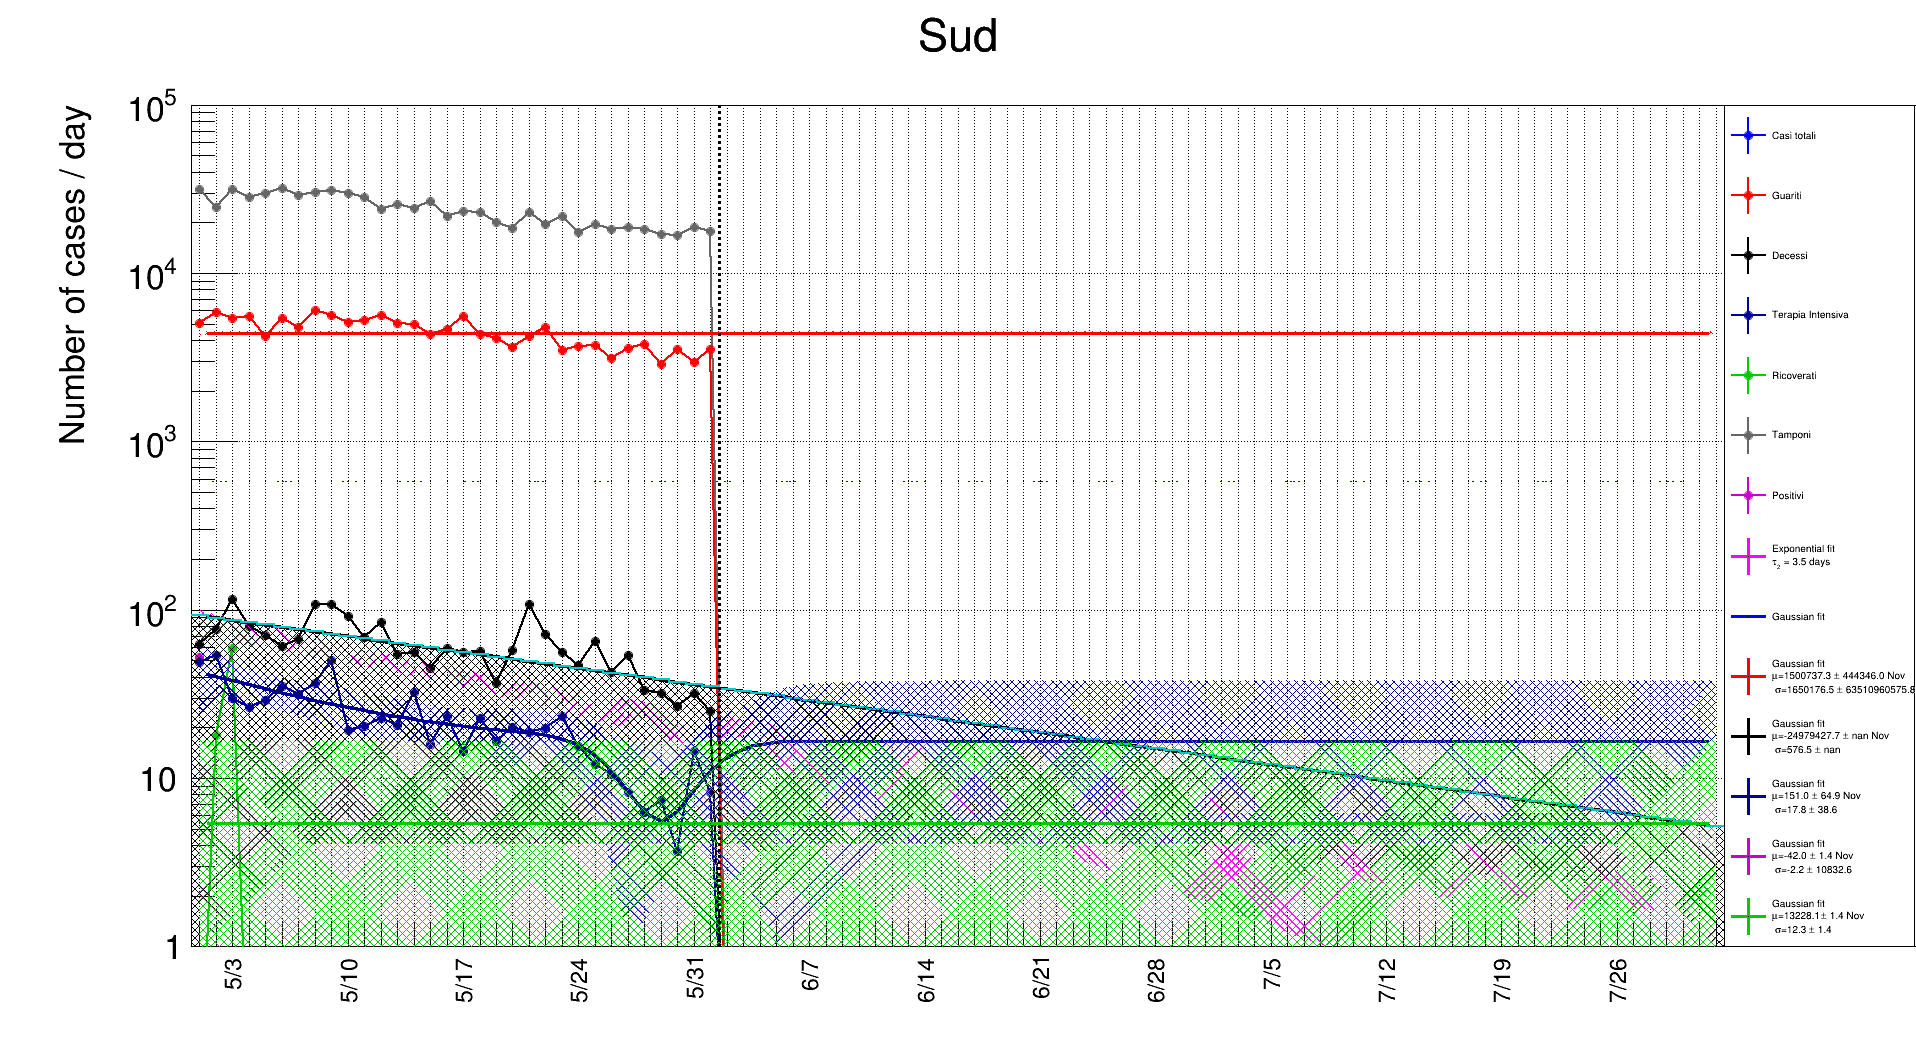 Sud
Number of cases / day
10^5
10^4
10^3
10^2
10
1
5/3
5/10
5/17
5/24
5/31
6/7
6/14
6/21
6/28
7/5
7/12
7/19
7/26
Casi totali
Guariti
Decessi
Terapia Intensiva
Ricoverati
Tamponi
Positivi
Exponential fit
τ_2 = 3.5 days
Gaussian fit
Gaussian fit
μ=1500737.3 ± 444346.0 Nov
σ=1650176.5 ± 63510960575.8
Gaussian fit
μ=-24979427.7 ± nan Nov
σ=576.5 ± nan
Gaussian fit
μ=151.0 ± 64.9 Nov
σ=17.8 ± 38.6
Gaussian fit
μ=-42.0 ± 1.4 Nov
σ=-2.2 ± 10832.6
Gaussian fit
μ=13228.1 ± 1.4 Nov
σ=12.3 ± 1.4